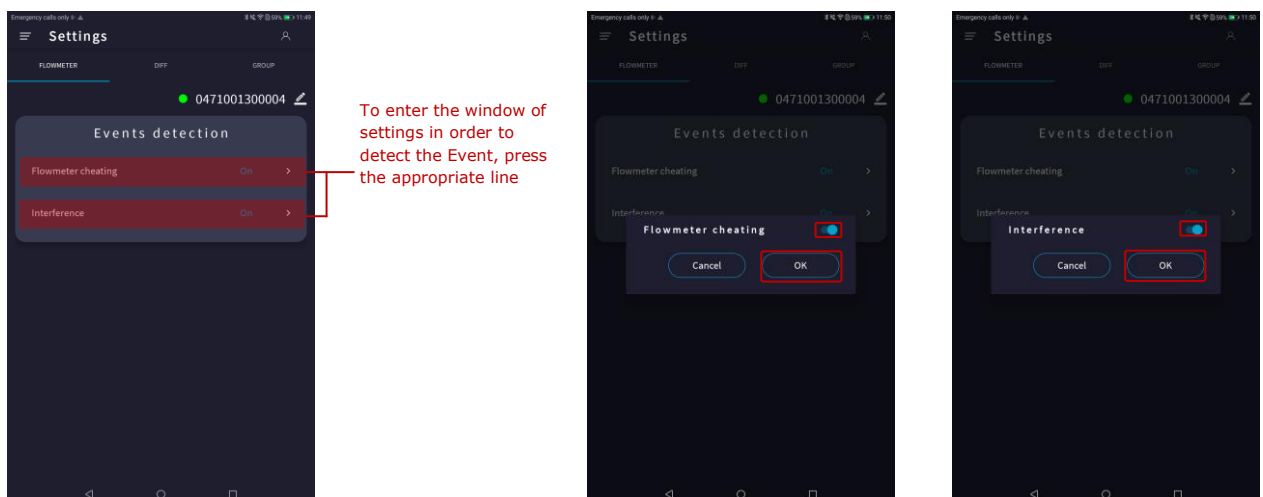 Emergency calls only
59%
11:49
Settings
FLOWMETER
DIFF
GROUP
0471001300004
Events detection
Flowmeter cheating
On
>
Interference
On
>
To enter the window of
settings in order to
detect the Event, press
the appropriate line
Emergency calls only
59%
11:50
Settings
FLOWMETER
DIFF
GROUP
0471001300004
Events detection
Flowmeter cheating
On
>
Interference
On
>
Flowmeter cheating
Cancel
OK
Emergency calls only
59%
11:50
Settings
FLOWMETER
DIFF
GROUP
0471001300004
Events detection
Flowmeter cheating
On
>
Interference
On
>
Interference
Cancel
OK